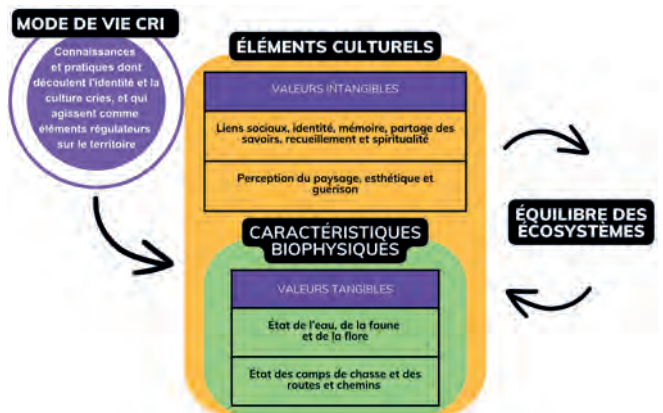 MODE DE VIE CRI
Connaissances
et pratiques dont
découlent l'identité et la
culture cries, et qui
agissent comme
éléments régulateurs
sur le territoire
ÉLÉMENTS CULTURELS
VALEURS INTANGIBLES
Liens sociaux, identité, mémoire, partage des
savoirs, recueillement et spiritualité
Perception du paysage, esthétique et
guérison
CARACTÉRISTIQUES
BIOPHYSIQUES
VALEURS TANGIBLES
État de l'eau, de la faune
et de la flore
État des camps de chasse et des
routes et chemins
ÉQUILIBRE DES
ÉCOSYSTÈMES